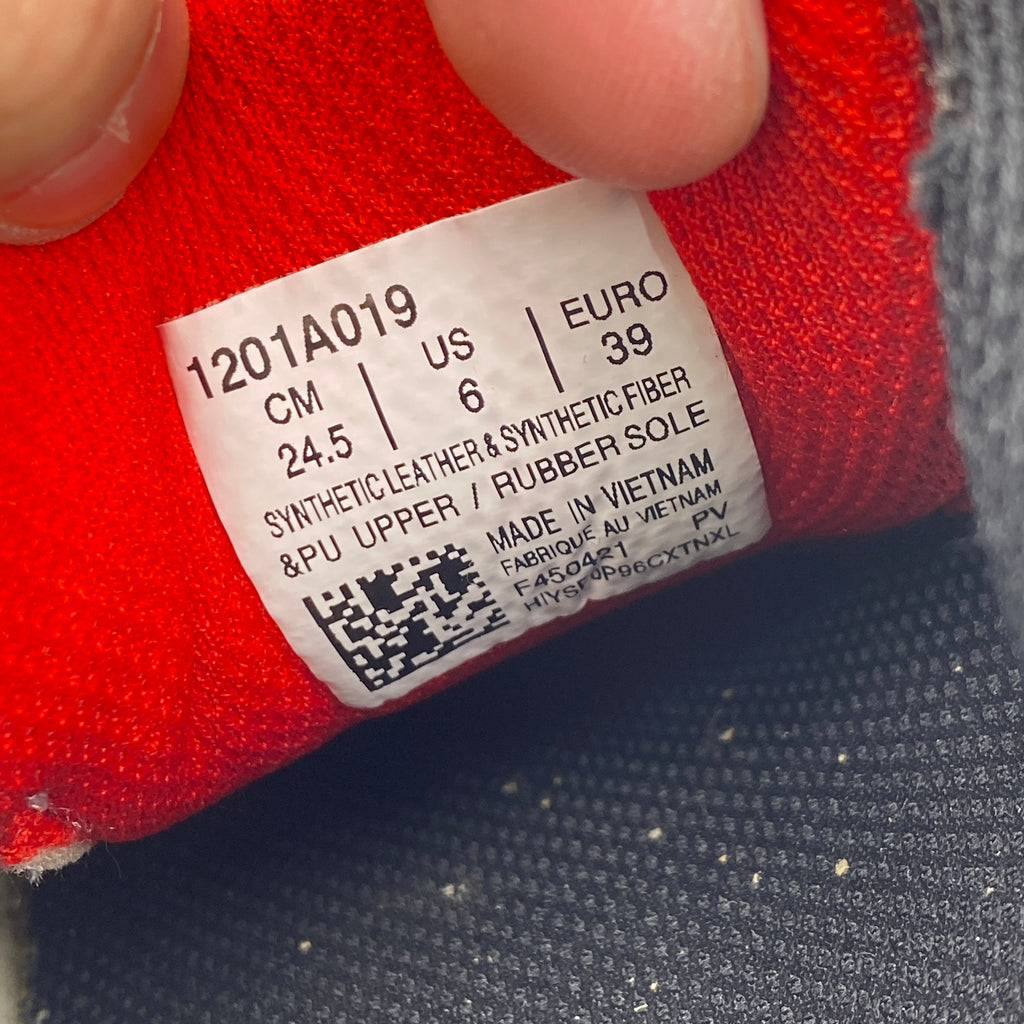 1201A019
CM | US | EURO
24.5 | 6 | 39
SYNTHETIC LEATHER & SYNTHETIC FIBER
&PU UPPER / RUBBER SOLE
MADE IN VIETNAM
FABRIQUE AU VIETNAM
F450421 PV